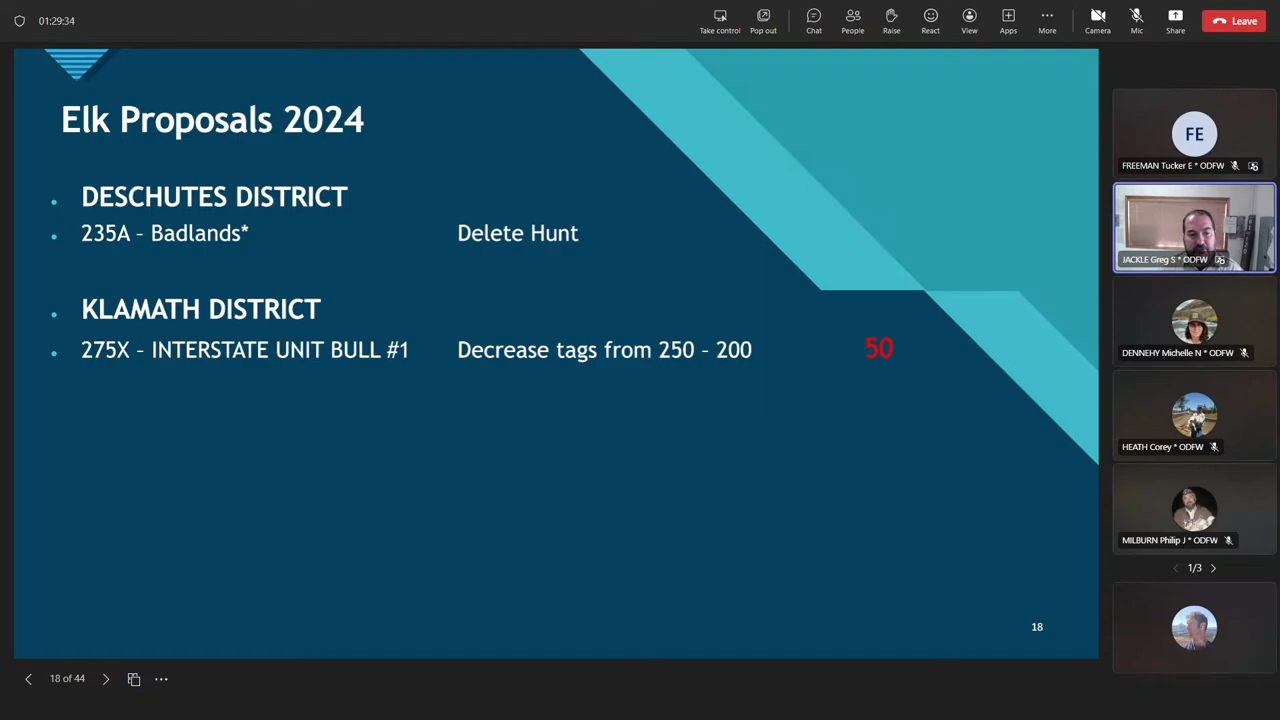 01:29:34
Take control
Pop out
Chat
People
Raise
React
View
Apps
More
Camera
Mic
Share
Leave
Elk Proposals 2024
• DESCHUTES DISTRICT
• 235A – Badlands* Delete Hunt
• KLAMATH DISTRICT
• 275X – INTERSTATE UNIT BULL #1 Decrease tags from 250 – 200 50
18
18 of 44
FE
FREEMAN Tucker E * ODFW
JACKLE Greg S * ODFW
DENNEHY Michelle N * ODFW
HEATH Corey * ODFW
MILBURN Philip J * ODFW
1/3